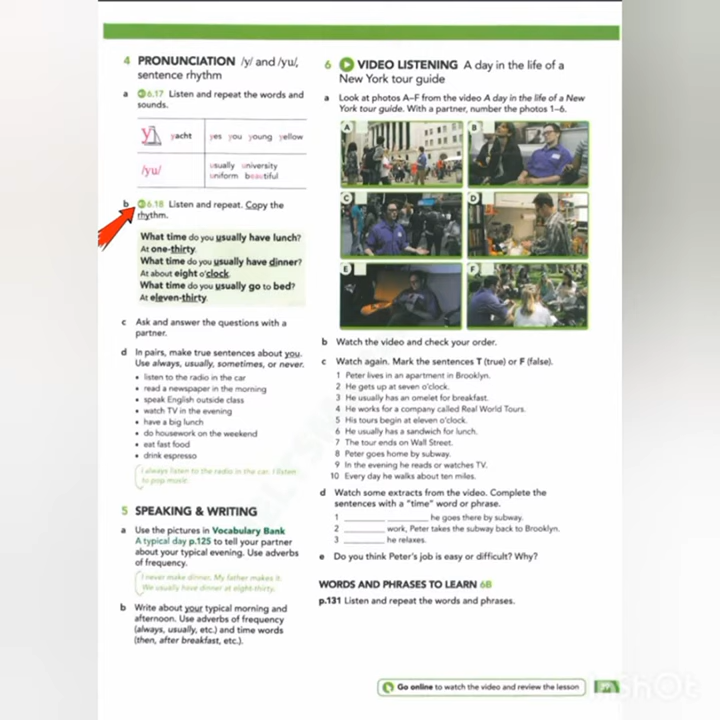 4 PRONUNCIATION /y/ and /yu/,
sentence rhythm
a 6.17 Listen and repeat the words and
sounds.
y yacht yes you young yellow
/yu/ usually university
uniform beautiful
b 6.18 Listen and repeat. Copy the
rhythm.
What time do you usually have lunch?
At one-thirty.
What time do you usually have dinner?
At about eight o'clock.
What time do you usually go to bed?
At eleven-thirty.
c Ask and answer the questions with a
partner.
d In pairs, make true sentences about you.
Use always, usually, sometimes, or never.
• listen to the radio in the car
• read a newspaper in the morning
• speak English outside class
• watch TV in the evening
• have a big lunch
• do housework on the weekend
• eat fast food
• drink espresso
I always listen to the radio in the car. I listen
to pop music.
5 SPEAKING & WRITING
a Use the pictures in Vocabulary Bank
A typical day p.125 to tell your partner
about your typical evening. Use adverbs
of frequency.
I never make dinner. My father makes it.
We usually have dinner at eight-thirty.
b Write about your typical morning and
afternoon. Use adverbs of frequency
(always, usually, etc.) and time words
(then, after breakfast, etc.).
6 VIDEO LISTENING A day in the life of a
New York tour guide
a Look at photos A–F from the video A day in the life of a New
York tour guide. With a partner, number the photos 1–6.
A
B
C
D
E
F
b Watch the video and check your order.
c Watch again. Mark the sentences T (true) or F (false).
1 Peter lives in an apartment in Brooklyn.
2 He gets up at seven o'clock.
3 He usually has an omelet for breakfast.
4 He works for a company called Real World Tours.
5 His tours begin at eleven o'clock.
6 He usually has a sandwich for lunch.
7 The tour ends on Wall Street.
8 Peter goes home by subway.
9 In the evening he reads or watches TV.
10 Every day he walks about ten miles.
d Watch some extracts from the video. Complete the
sentences with a "time" word or phrase.
1 ________ ________ he goes there by subway.
2 ________ work, Peter takes the subway back to Brooklyn.
3 ________ he relaxes.
e Do you think Peter's job is easy or difficult? Why?
WORDS AND PHRASES TO LEARN 6B
p.131 Listen and repeat the words and phrases.
Go online to watch the video and review the lesson